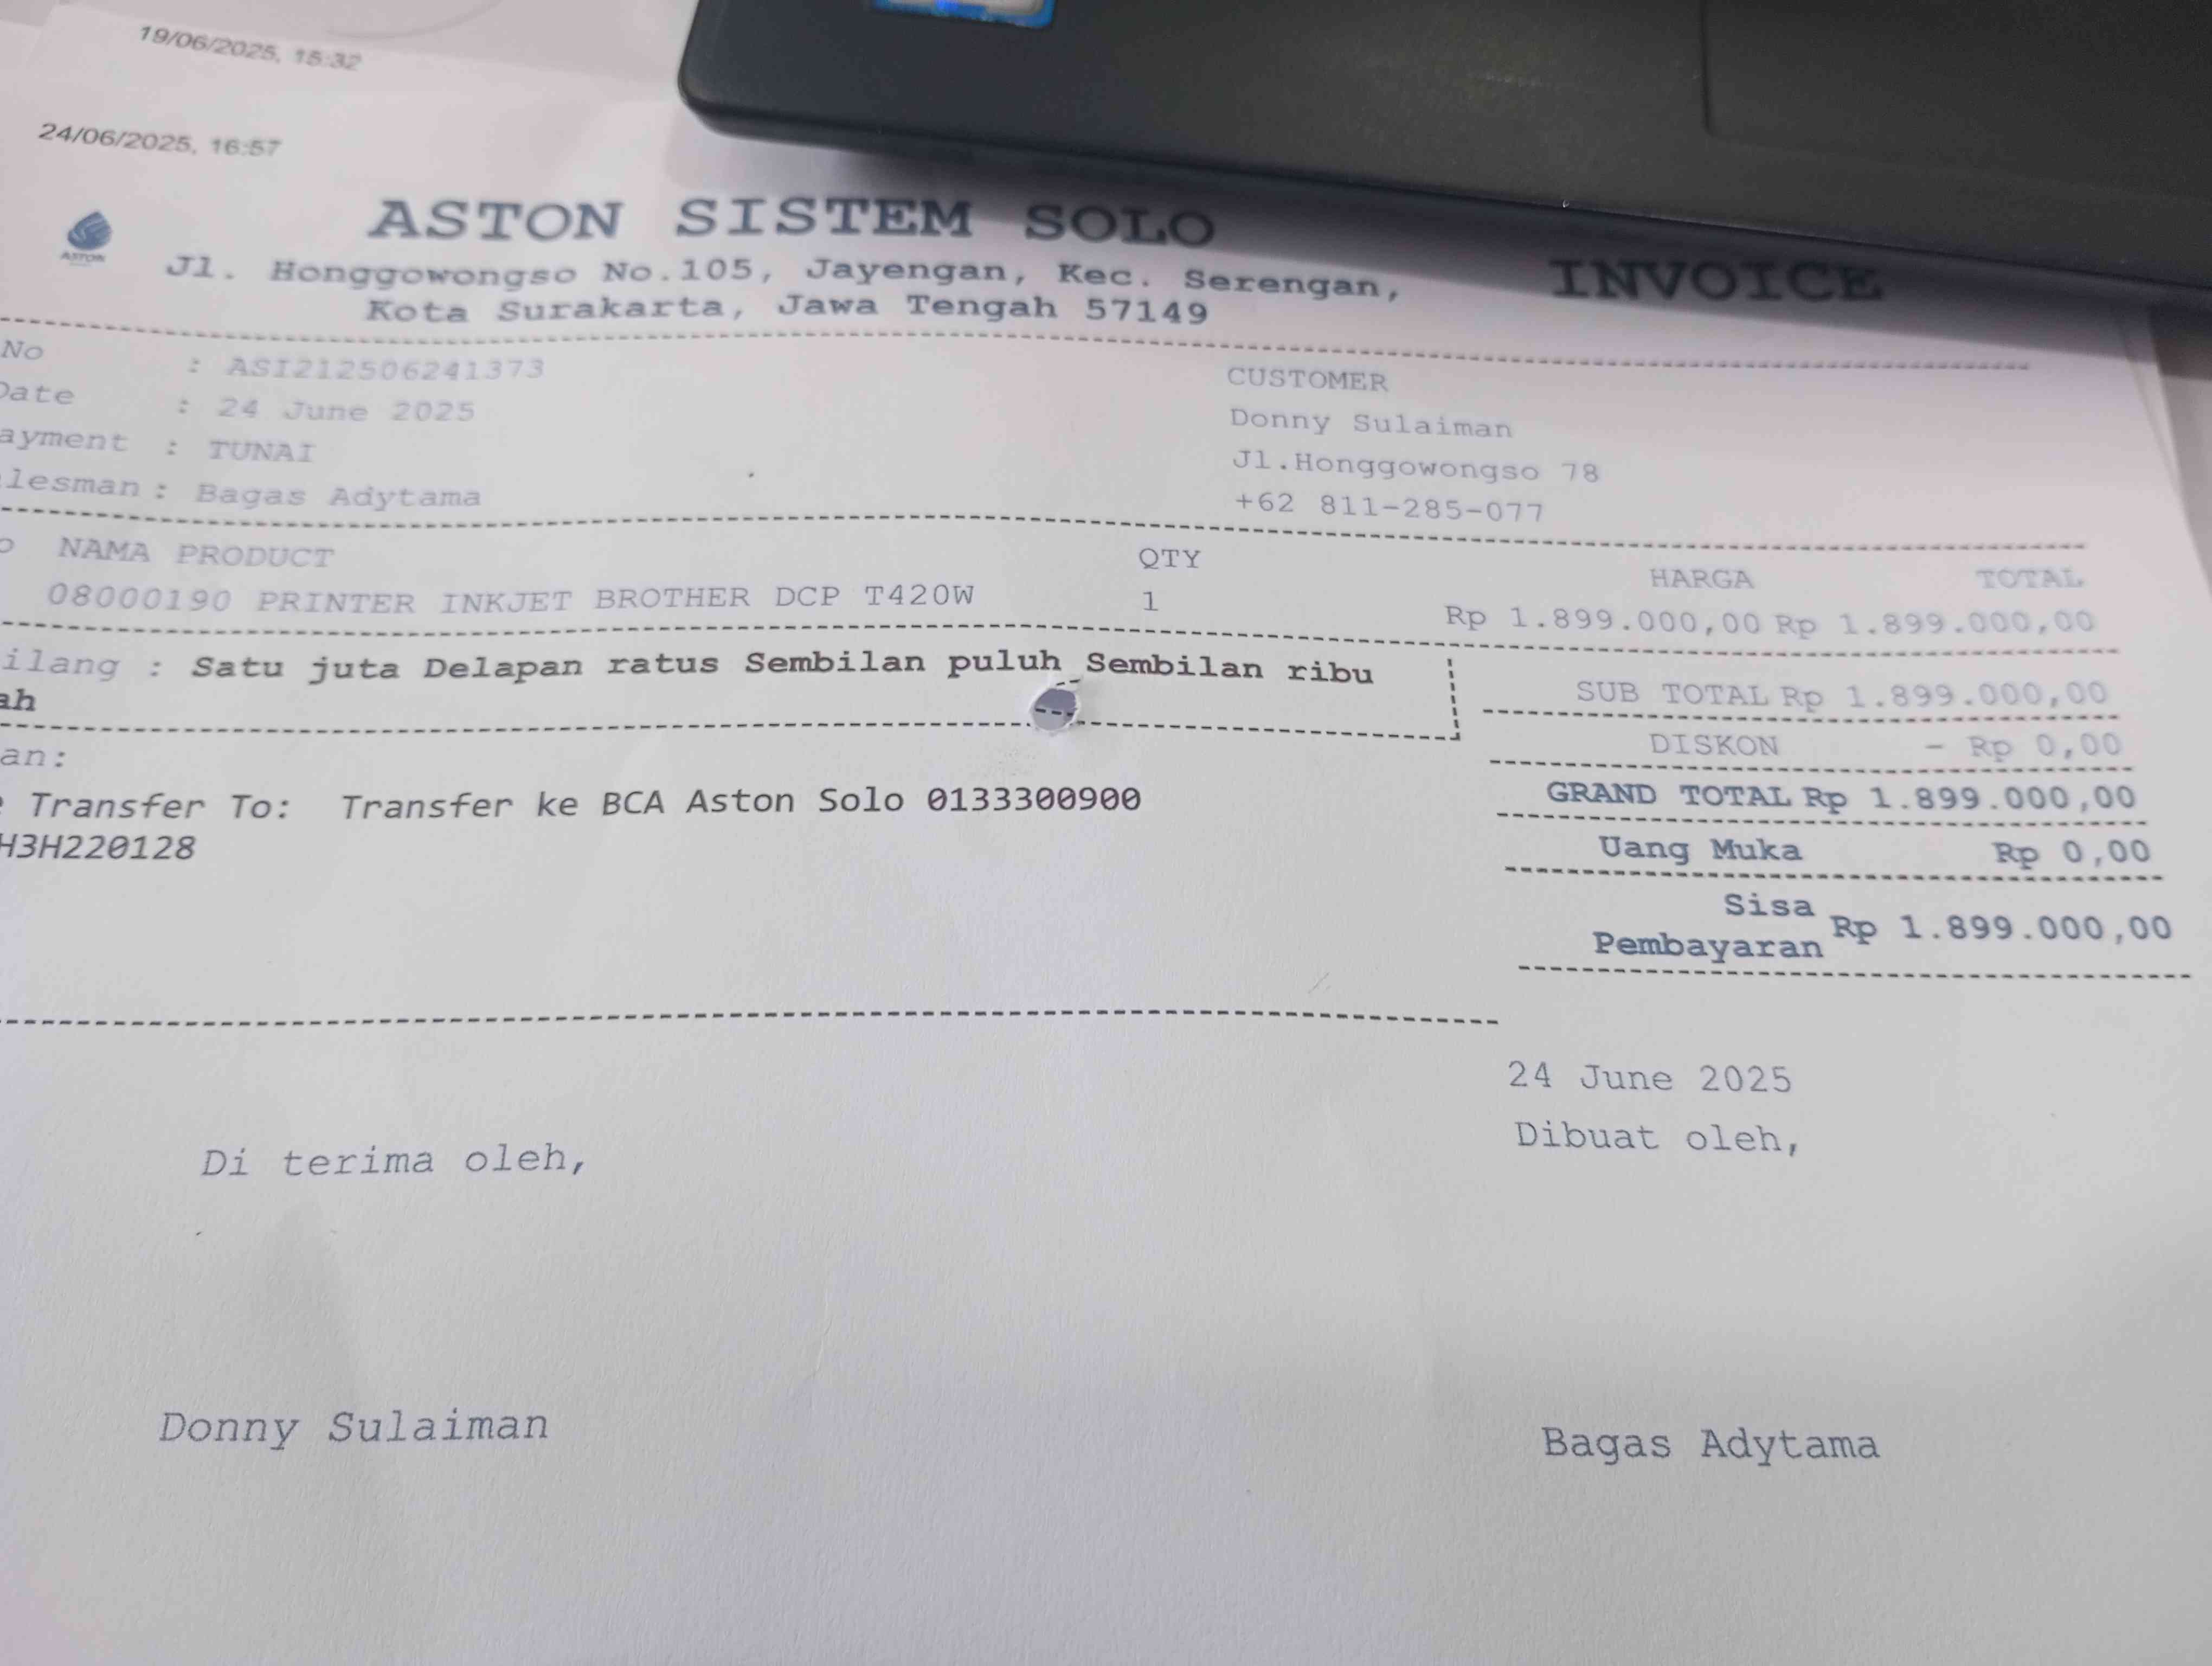 19/06/2025, 15:32
24/06/2025, 16:57
ASTON SISTEM SOLO
INVOICE
ASTON
Jl. Honggowongso No.105, Jayengan, Kec. Serengan,
Kota Surakarta, Jawa Tengah 57149
No : ASI212506241373
Date : 24 June 2025
ayment : TUNAI
lesman : Bagas Adytama
CUSTOMER
Donny Sulaiman
Jl.Honggowongso 78
+62 811-285-077
o NAMA PRODUCT QTY HARGA TOTAL
08000190 PRINTER INKJET BROTHER DCP T420W 1 Rp 1.899.000,00 Rp 1.899.000,00
ilang : Satu juta Delapan ratus Sembilan puluh Sembilan ribu
ah
SUB TOTAL Rp 1.899.000,00
DISKON - Rp 0,00
GRAND TOTAL Rp 1.899.000,00
Uang Muka Rp 0,00
Sisa
Pembayaran Rp 1.899.000,00
an:
Transfer To: Transfer ke BCA Aston Solo 0133300900
H3H220128
24 June 2025
Dibuat oleh,
Di terima oleh,
Donny Sulaiman
Bagas Adytama